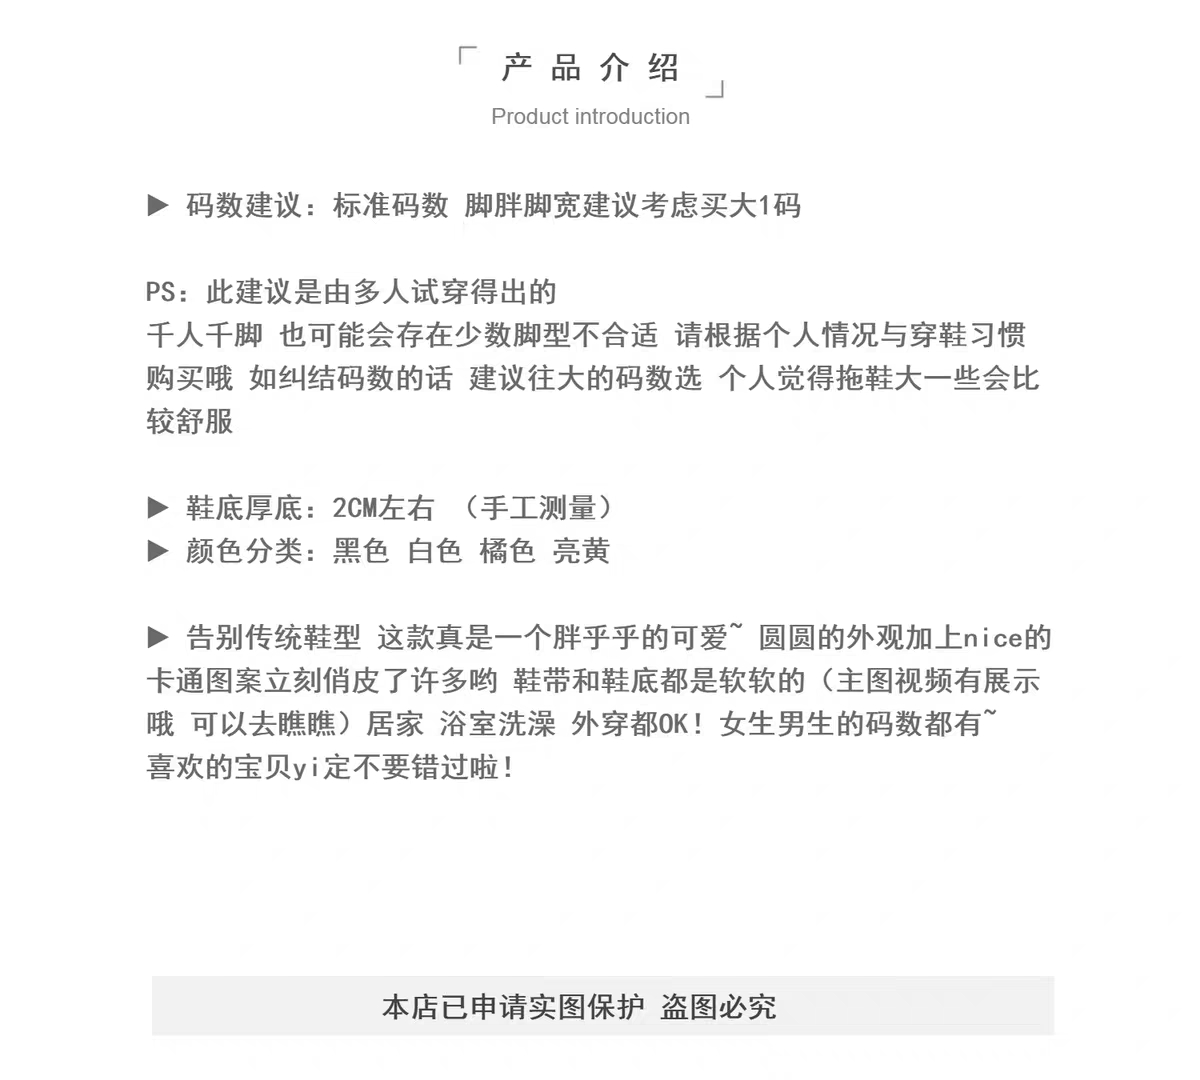 产品介绍
Product introduction
▶ 码数建议：标准码数 脚胖脚宽建议考虑买大1码
PS：此建议是由多人试穿得出的
千人千脚 也可能会存在少数脚型不合适 请根据个人情况与穿鞋习惯
购买哦 如纠结码数的话 建议往大的码数选 个人觉得拖鞋大一些会比
较舒服
▶ 鞋底厚底：2CM左右 （手工测量）
▶ 颜色分类：黑色 白色 橘色 亮黄
▶ 告别传统鞋型 这款真是一个胖乎乎的可爱~ 圆圆的外观加上nice的
卡通图案立刻俏皮了许多哟 鞋带和鞋底都是软软的（主图视频有展示
哦 可以去瞧瞧）居家 浴室洗澡 外穿都OK！女生男生的码数都有~
喜欢的宝贝yi定不要错过啦！
本店已申请实图保护 盗图必究